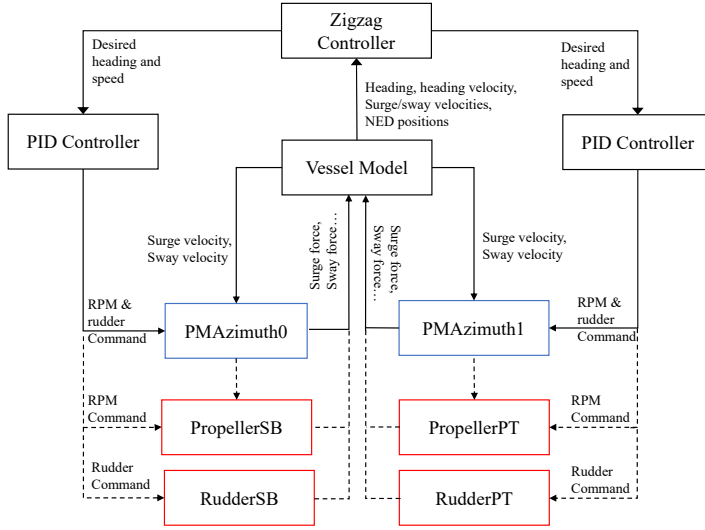 Zigzag
Controller
Desired
heading and
speed
Desired
heading and
speed
Heading, heading velocity,
Surge/sway velocities,
NED positions
PID Controller
PID Controller
Vessel Model
Surge velocity,
Sway velocity
Surge force,
Sway force…
Surge force,
Sway force…
Surge velocity,
Sway velocity
RPM &
rudder
Command
PMAzimuth0
PMAzimuth1
RPM &
rudder
Command
RPM
Command
PropellerSB
PropellerPT
RPM
Command
Rudder
Command
RudderSB
RudderPT
Rudder
Command